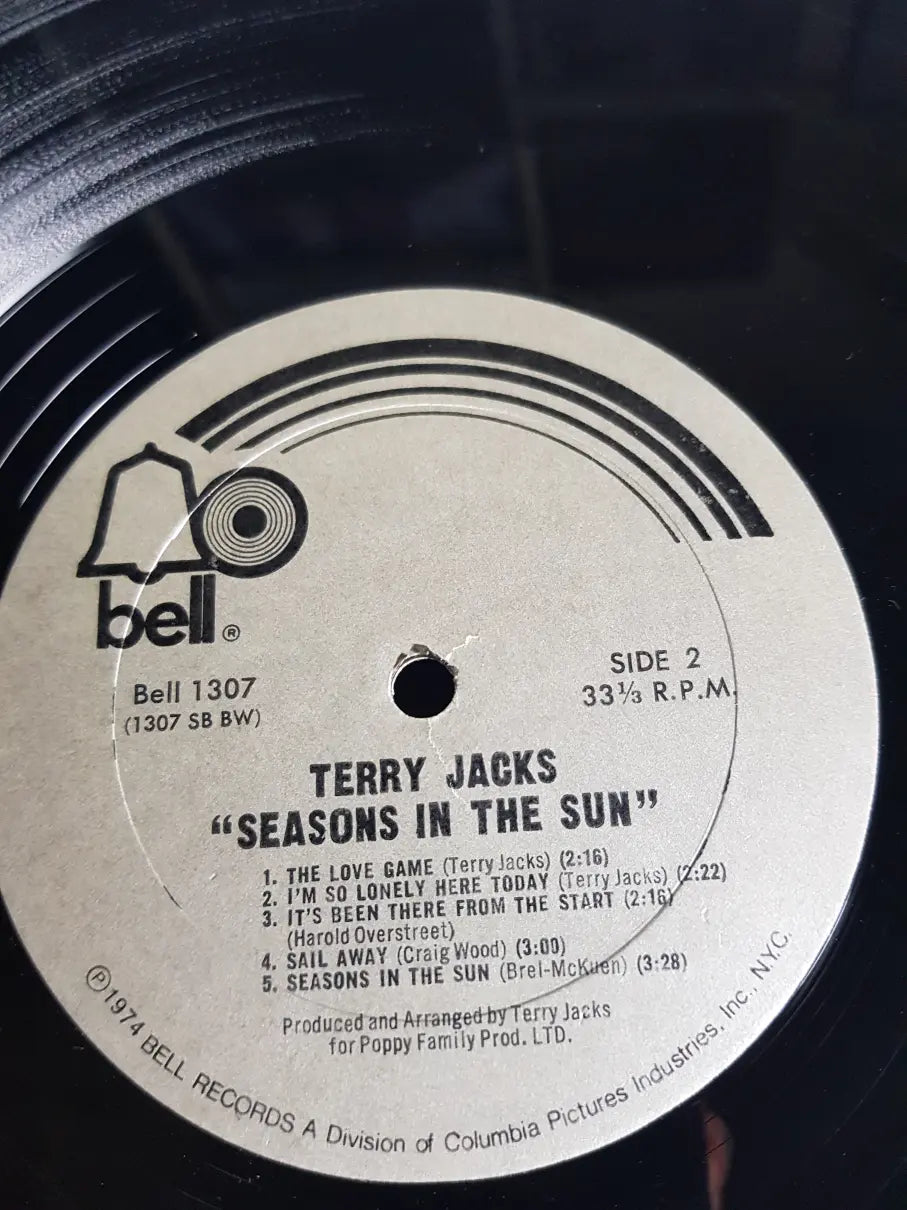 bell®
Bell 1307
(1307 SB BW)
SIDE 2
33⅓ R.P.M.
TERRY JACKS
“SEASONS IN THE SUN”
1. THE LOVE GAME (Terry Jacks) (2:16)
2. I'M SO LONELY HERE TODAY (Terry Jacks) (2:22)
3. IT'S BEEN THERE FROM THE START (2:16)
(Harold Overstreet)
4. SAIL AWAY (Craig Wood) (3:00)
5. SEASONS IN THE SUN (Brel-McKuen) (3:28)
Produced and Arranged by Terry Jacks
for Poppy Family Prod. LTD.
℗1974 BELL RECORDS A Division of Columbia Pictures Industries, Inc., N.Y.C.